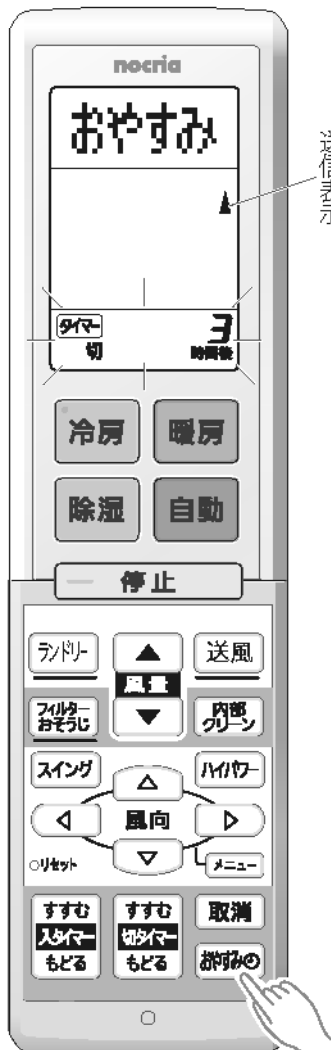 nocria
おやすみ
送信表示
タイマー
切
3
時間後
冷房
暖房
除湿
自動
停止
ランドリー
風量
送風
フィルター
おそうじ
内部
クリーン
スイング
ハイパワー
風向
リセット
メニュー
すすむ
入タイマー
もどる
すすむ
切タイマー
もどる
取消
おやすみ